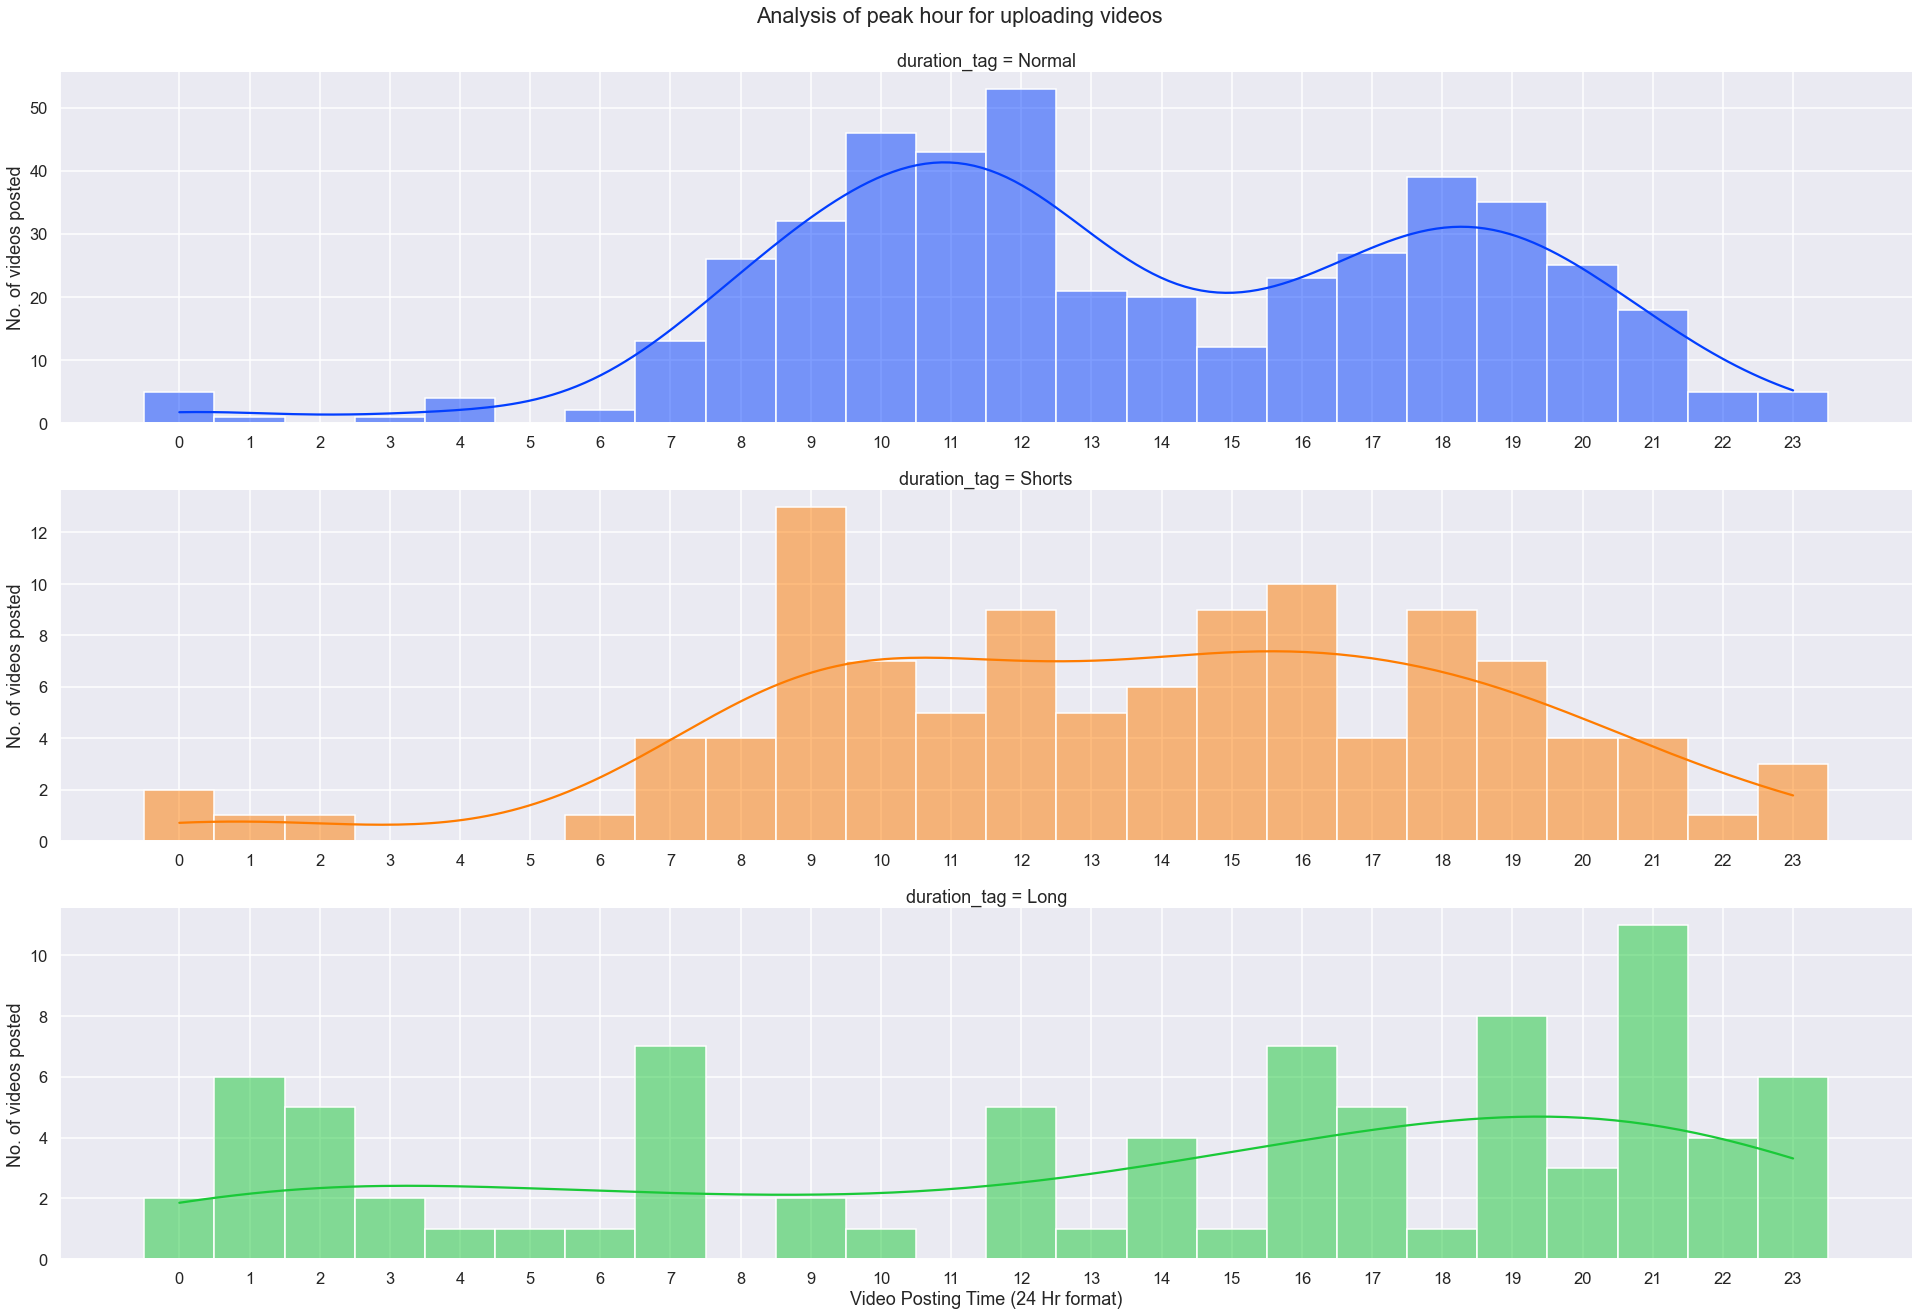 Analysis of peak hour for uploading videos
duration_tag = Normal
No. of videos posted
50
40
30
20
10
0
0 1 2 3 4 5 6 7 8 9 10 11 12 13 14 15 16 17 18 19 20 21 22 23
duration_tag = Shorts
No. of videos posted
12
10
8
6
4
2
0
0 1 2 3 4 5 6 7 8 9 10 11 12 13 14 15 16 17 18 19 20 21 22 23
duration_tag = Long
No. of videos posted
10
8
6
4
2
0
0 1 2 3 4 5 6 7 8 9 10 11 12 13 14 15 16 17 18 19 20 21 22 23
Video Posting Time (24 Hr format)